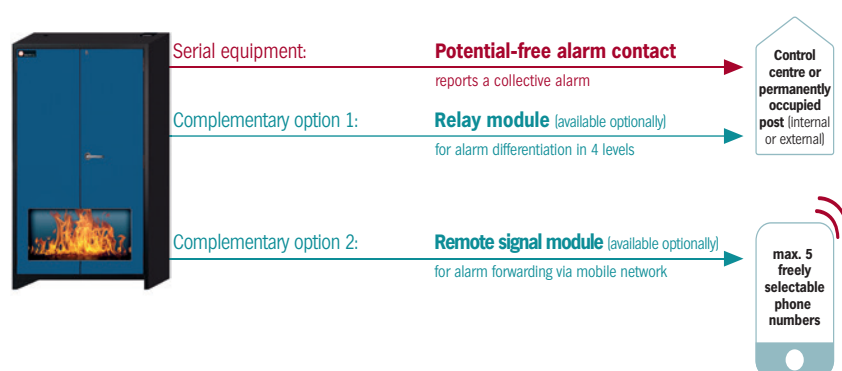 Serial equipment:
Potential-free alarm contact
reports a collective alarm
Complementary option 1:
Relay module (available optionally)
for alarm differentiation in 4 levels
Control
centre or
permanently
occupied
post (internal
or external)
Complementary option 2:
Remote signal module (available optionally)
for alarm forwarding via mobile network
max. 5
freely
selectable
phone
numbers